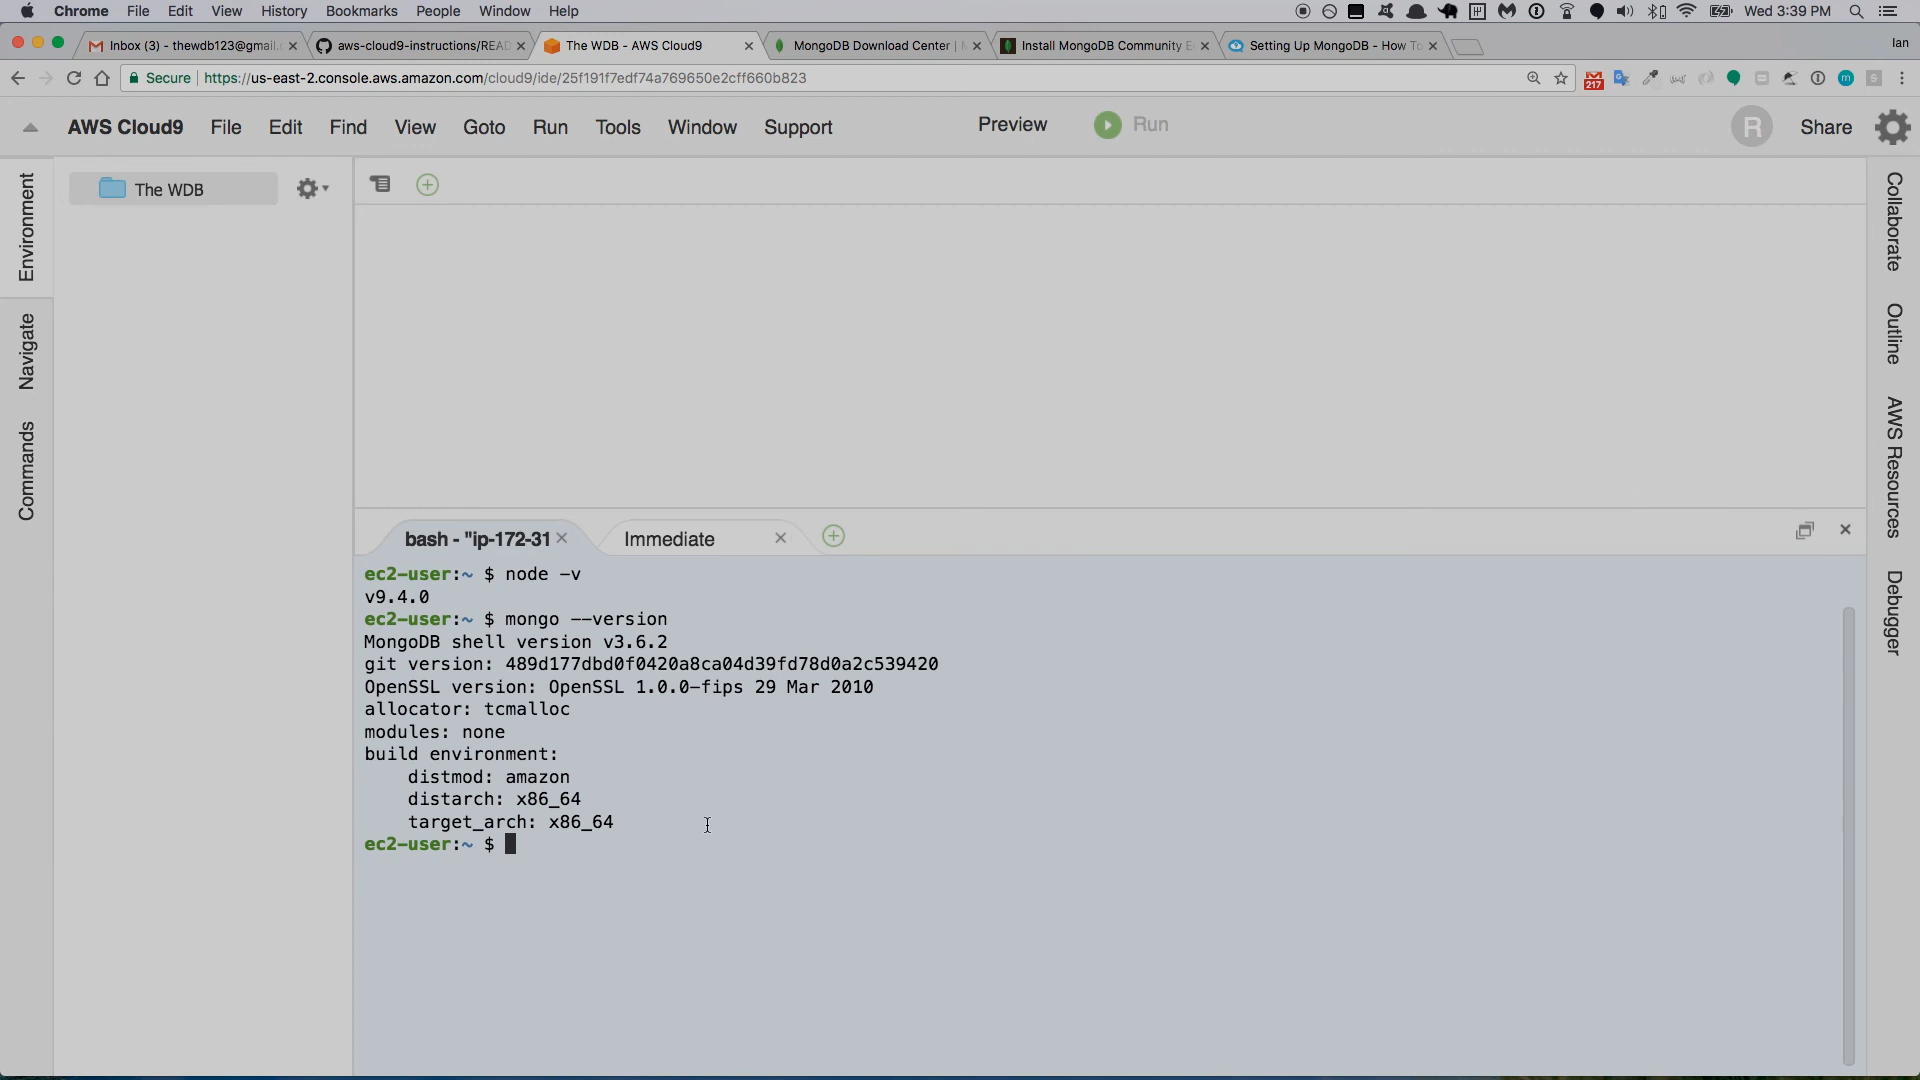 Chrome File Edit View History Bookmarks People Window Help Wed 3:39 PM
Inbox (3) - thewdb123@gmail. aws-cloud9-instructions/READ The WDB - AWS Cloud9 MongoDB Download Center | Install MongoDB Community E Setting Up MongoDB - How To Ian
Secure https://us-east-2.console.aws.amazon.com/cloud9/ide/25f191f7edf74a769650e2cff660b823 217
AWS Cloud9 File Edit Find View Goto Run Tools Window Support Preview Run R Share
The WDB
Environment
Navigate
Commands
Collaborate
Outline
AWS Resources
Debugger
bash - "ip-172-31 Immediate
ec2-user:~ $ node -v
v9.4.0
ec2-user:~ $ mongo --version
MongoDB shell version v3.6.2
git version: 489d177dbd0f0420a8ca04d39fd78d0a2c539420
OpenSSL version: OpenSSL 1.0.0-fips 29 Mar 2010
allocator: tcmalloc
modules: none
build environment:
    distmod: amazon
    distarch: x86_64
    target_arch: x86_64
ec2-user:~ $